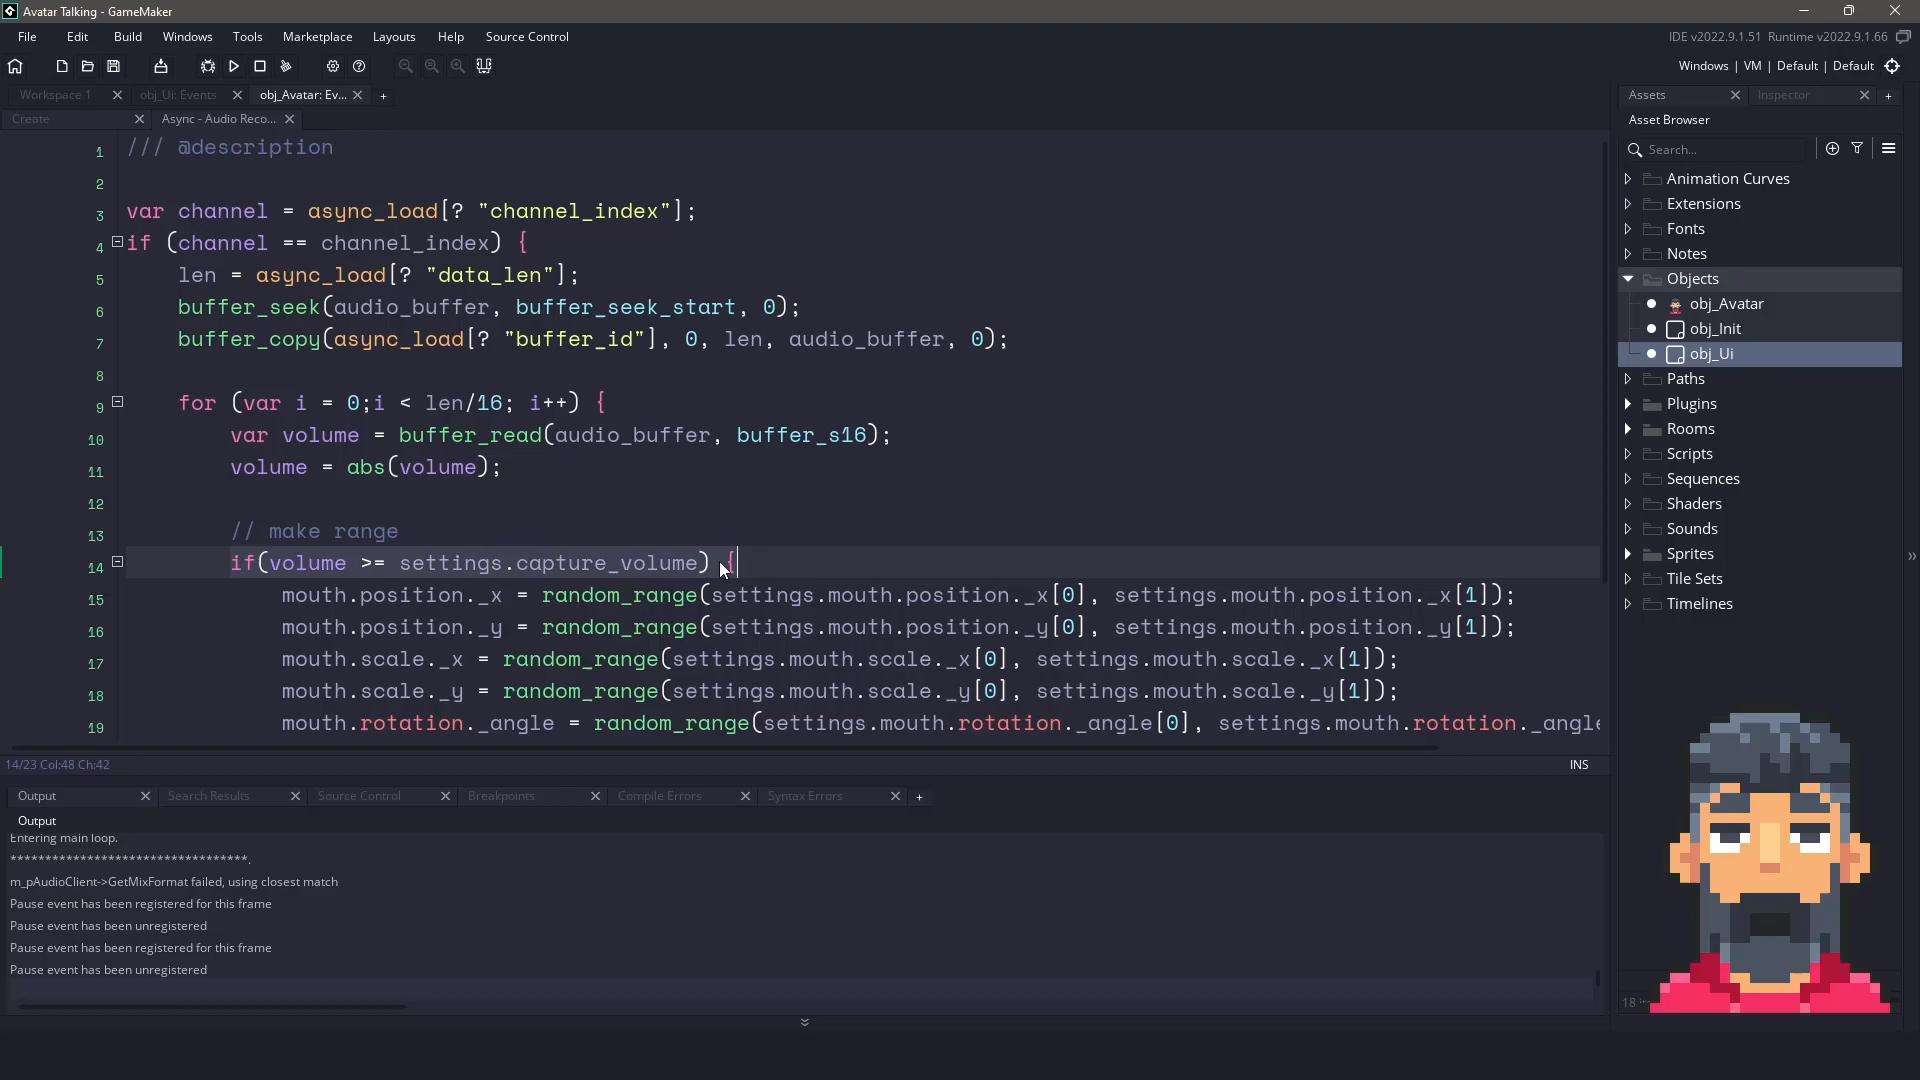 Avatar Talking - GameMaker
File Edit Build Windows Tools Marketplace Layouts Help Source Control
IDE v2022.9.1.51 Runtime v2022.9.1.66
Windows | VM | Default | Default
Workspace 1 obj_Ui: Events obj_Avatar: Ev... +
Create Async - Audio Reco...
1 /// @description
2
3 var channel = async_load[? "channel_index"];
4 if (channel == channel_index) {
5 len = async_load[? "data_len"];
6 buffer_seek(audio_buffer, buffer_seek_start, 0);
7 buffer_copy(async_load[? "buffer_id"], 0, len, audio_buffer, 0);
8
9 for (var i = 0;i < len/16; i++) {
10 var volume = buffer_read(audio_buffer, buffer_s16);
11 volume = abs(volume);
12
13 // make range
14 if(volume >= settings.capture_volume) {
15 mouth.position._x = random_range(settings.mouth.position._x[0], settings.mouth.position._x[1]);
16 mouth.position._y = random_range(settings.mouth.position._y[0], settings.mouth.position._y[1]);
17 mouth.scale._x = random_range(settings.mouth.scale._x[0], settings.mouth.scale._x[1]);
18 mouth.scale._y = random_range(settings.mouth.scale._y[0], settings.mouth.scale._y[1]);
19 mouth.rotation._angle = random_range(settings.mouth.rotation._angle[0], settings.mouth.rotation._angle
14/23 Col:48 Ch:42 INS
Output Search Results Source Control Breakpoints Compile Errors Syntax Errors +
Output
Entering main loop.
**********************************.
m_pAudioClient->GetMixFormat failed, using closest match
Pause event has been registered for this frame
Pause event has been unregistered
Pause event has been registered for this frame
Pause event has been unregistered
Assets Inspector +
Asset Browser
Search...
Animation Curves
Extensions
Fonts
Notes
Objects
obj_Avatar
obj_Init
obj_Ui
Paths
Plugins
Rooms
Scripts
Sequences
Shaders
Sounds
Sprites
Tile Sets
Timelines
18